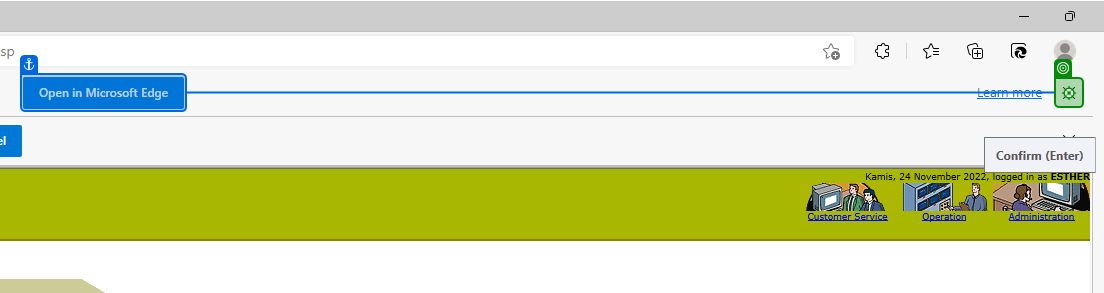 sp
Open in Microsoft Edge
Learn more
el
Confirm (Enter)
Kamis, 24 November 2022, logged in as ESTHER
Customer Service
Operation
Administration